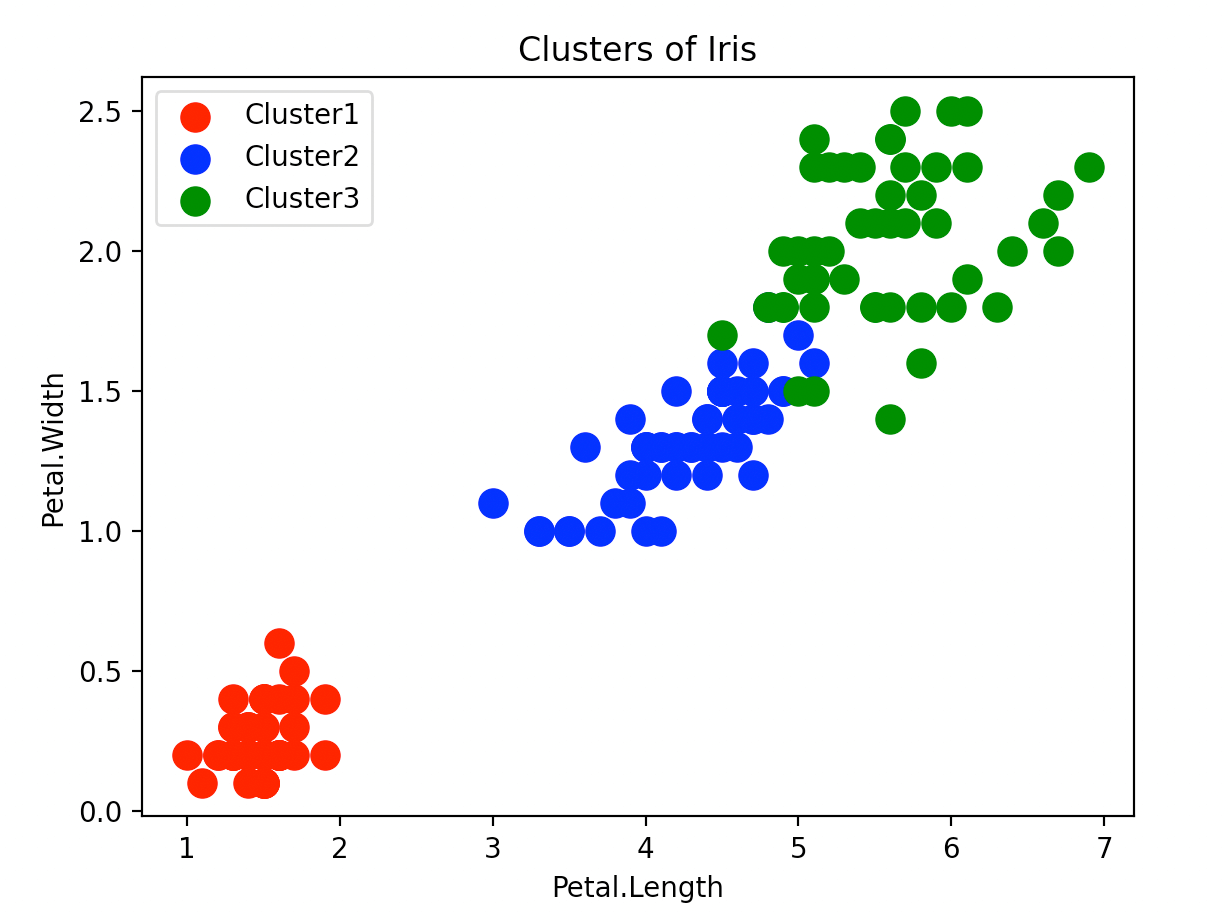 Clusters of Iris
Cluster1
Cluster2
Cluster3
2.5
2.0
1.5
1.0
0.5
0.0
Petal.Width
1 2 3 4 5 6 7
Petal.Length